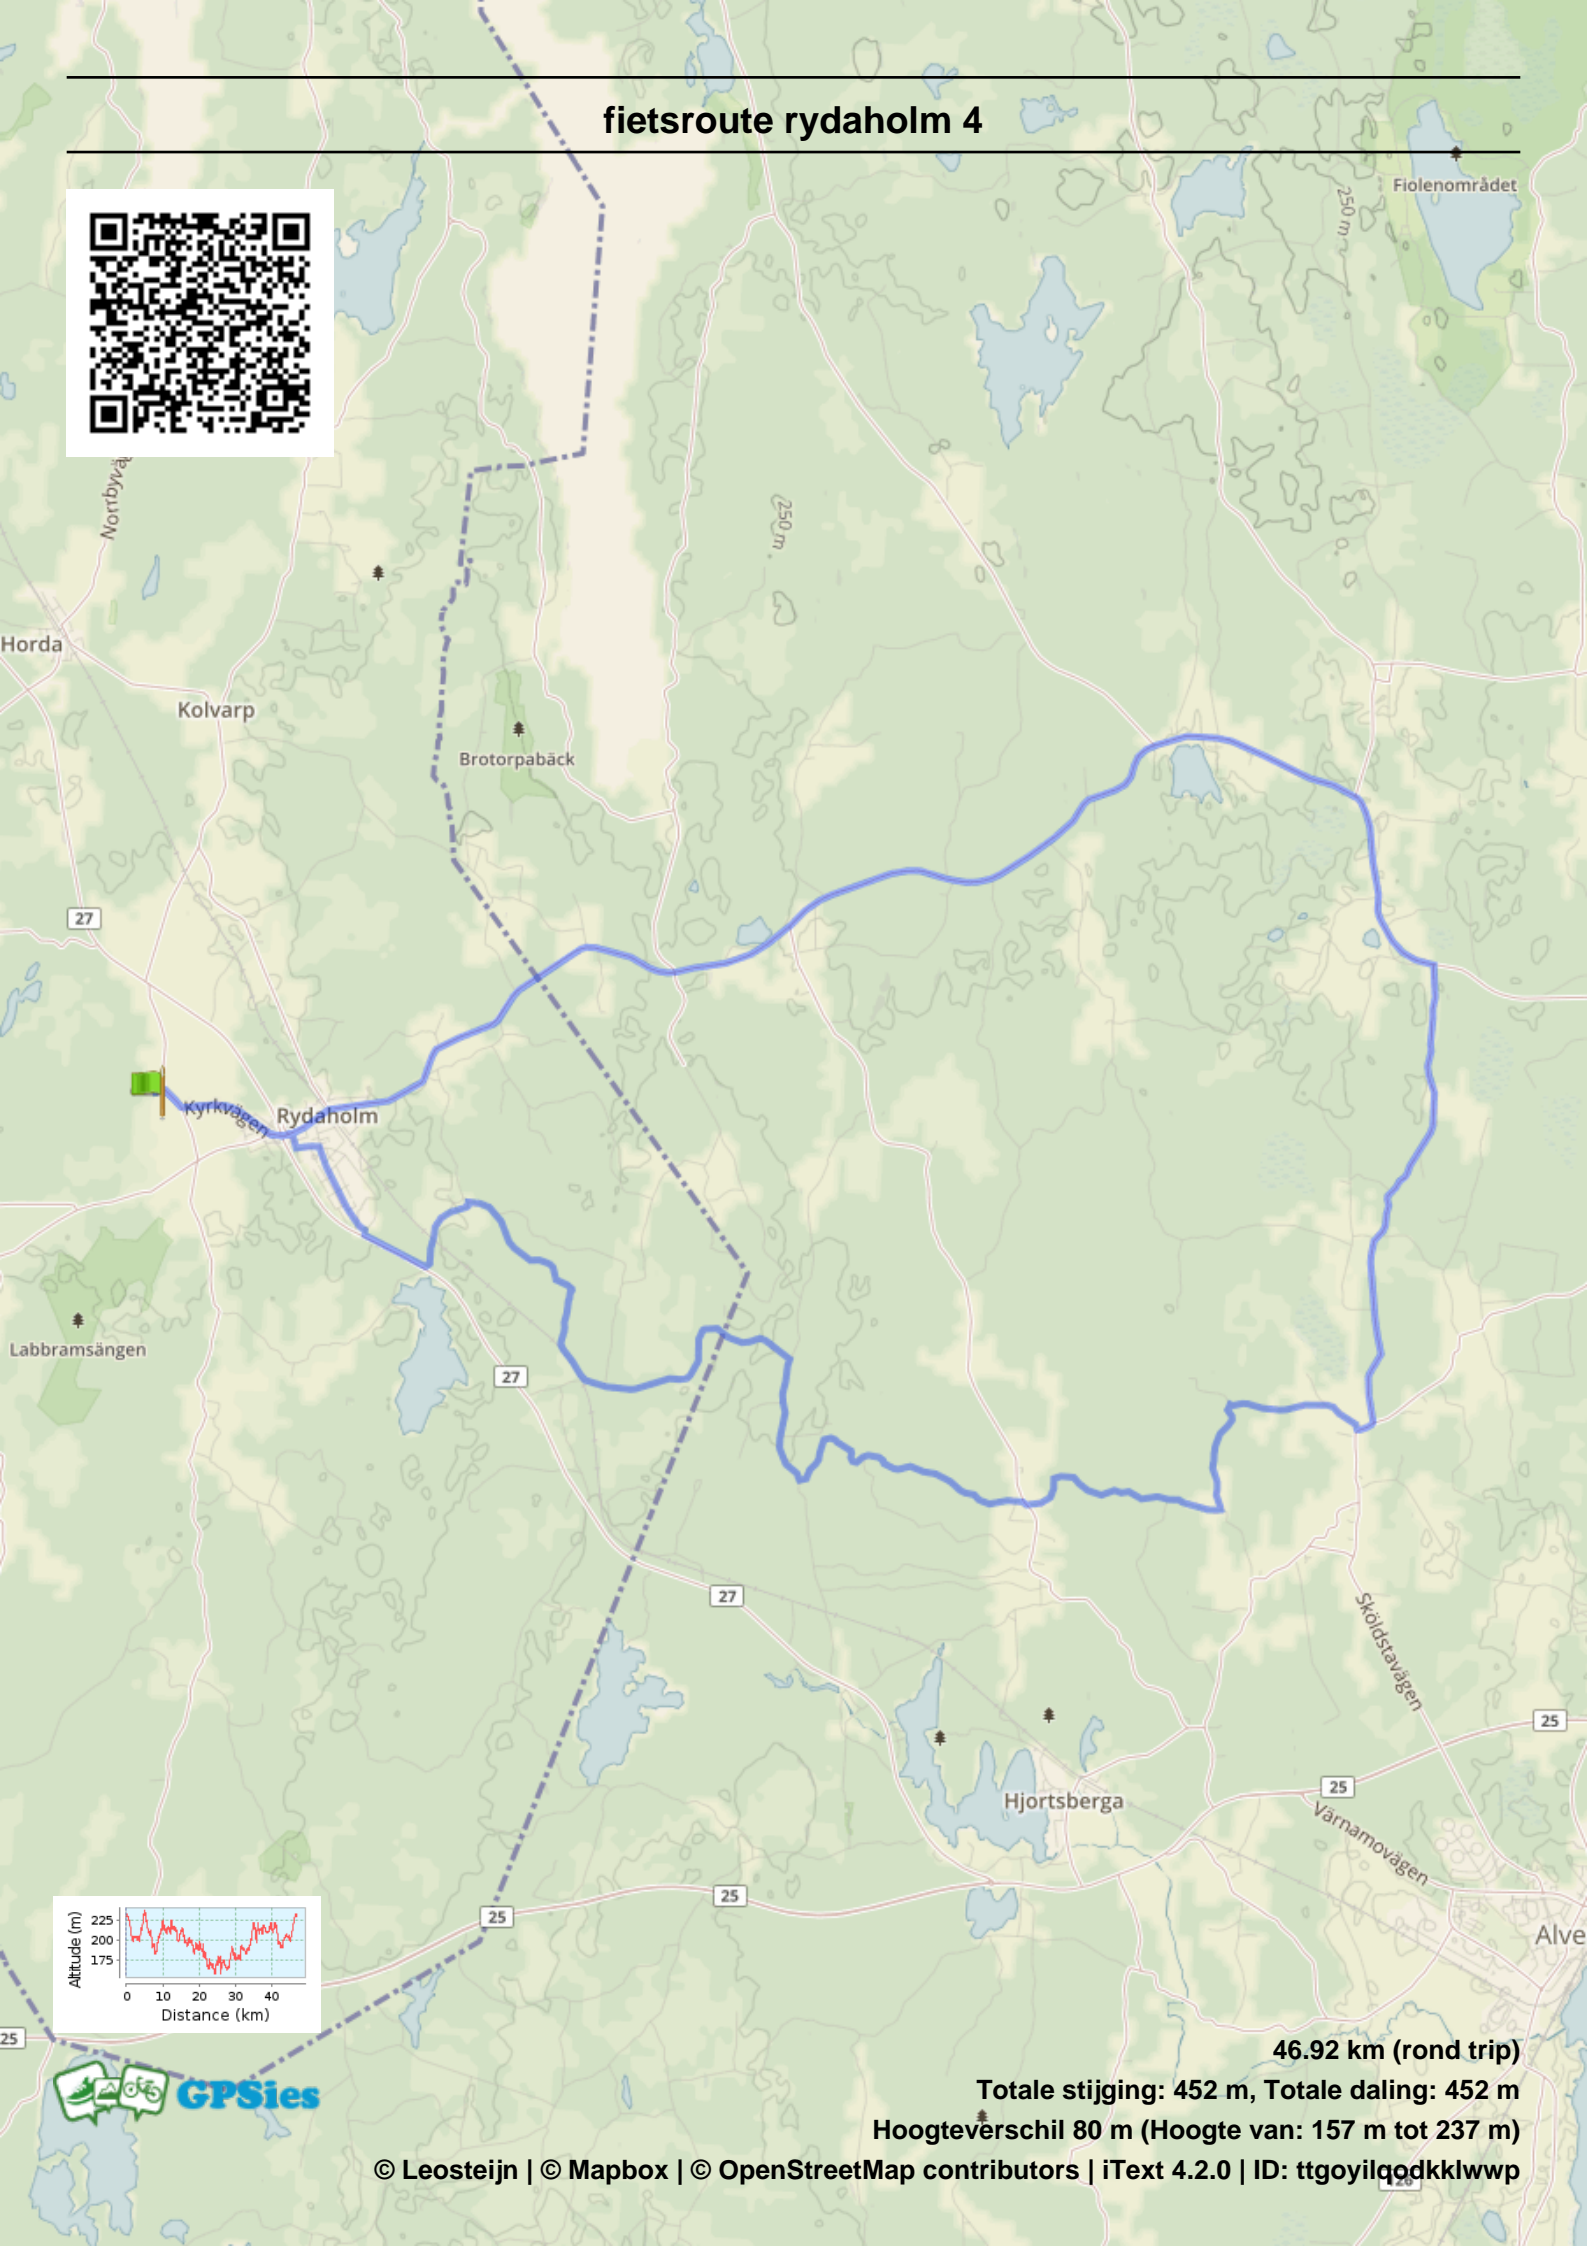 fietsroute rydaholm 4
Fiolenområdet
250 m
Norrbyvä
250 m
Horda
Kolvarp
Brotorpabäck
27
Kyrkvägen
Rydaholm
Labbramsängen
27
27
Sköldstavägen
25
25
Hjortsberga
Värnamovägen
25
25
Alve
Altitude (m)
225
200
175
0 10 20 30 40
Distance (km)
25
GPSies
46.92 km (rond trip)
Totale stijging: 452 m, Totale daling: 452 m
Hoogteverschil 80 m (Hoogte van: 157 m tot 237 m)
© Leosteijn | © Mapbox | © OpenStreetMap contributors | iText 4.2.0 | ID: ttgoyilqodkklwwp
126